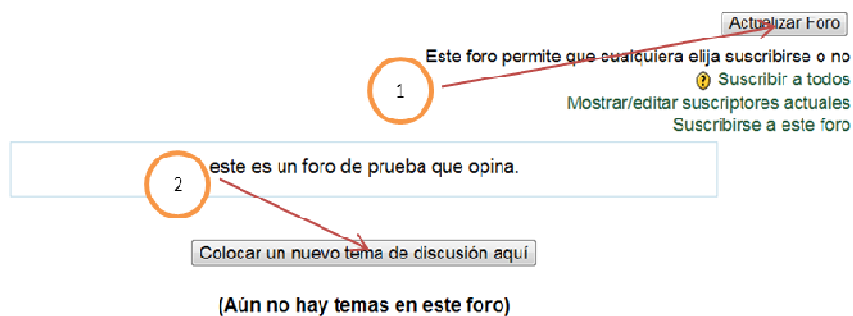 Actualizar Foro
Este foro permite que cualquiera elija suscribirse o no
1
Suscribir a todos
Mostrar/editar suscriptores actuales
Suscribirse a este foro
este es un foro de prueba que opina.
2
Colocar un nuevo tema de discusión aquí
(Aún no hay temas en este foro)